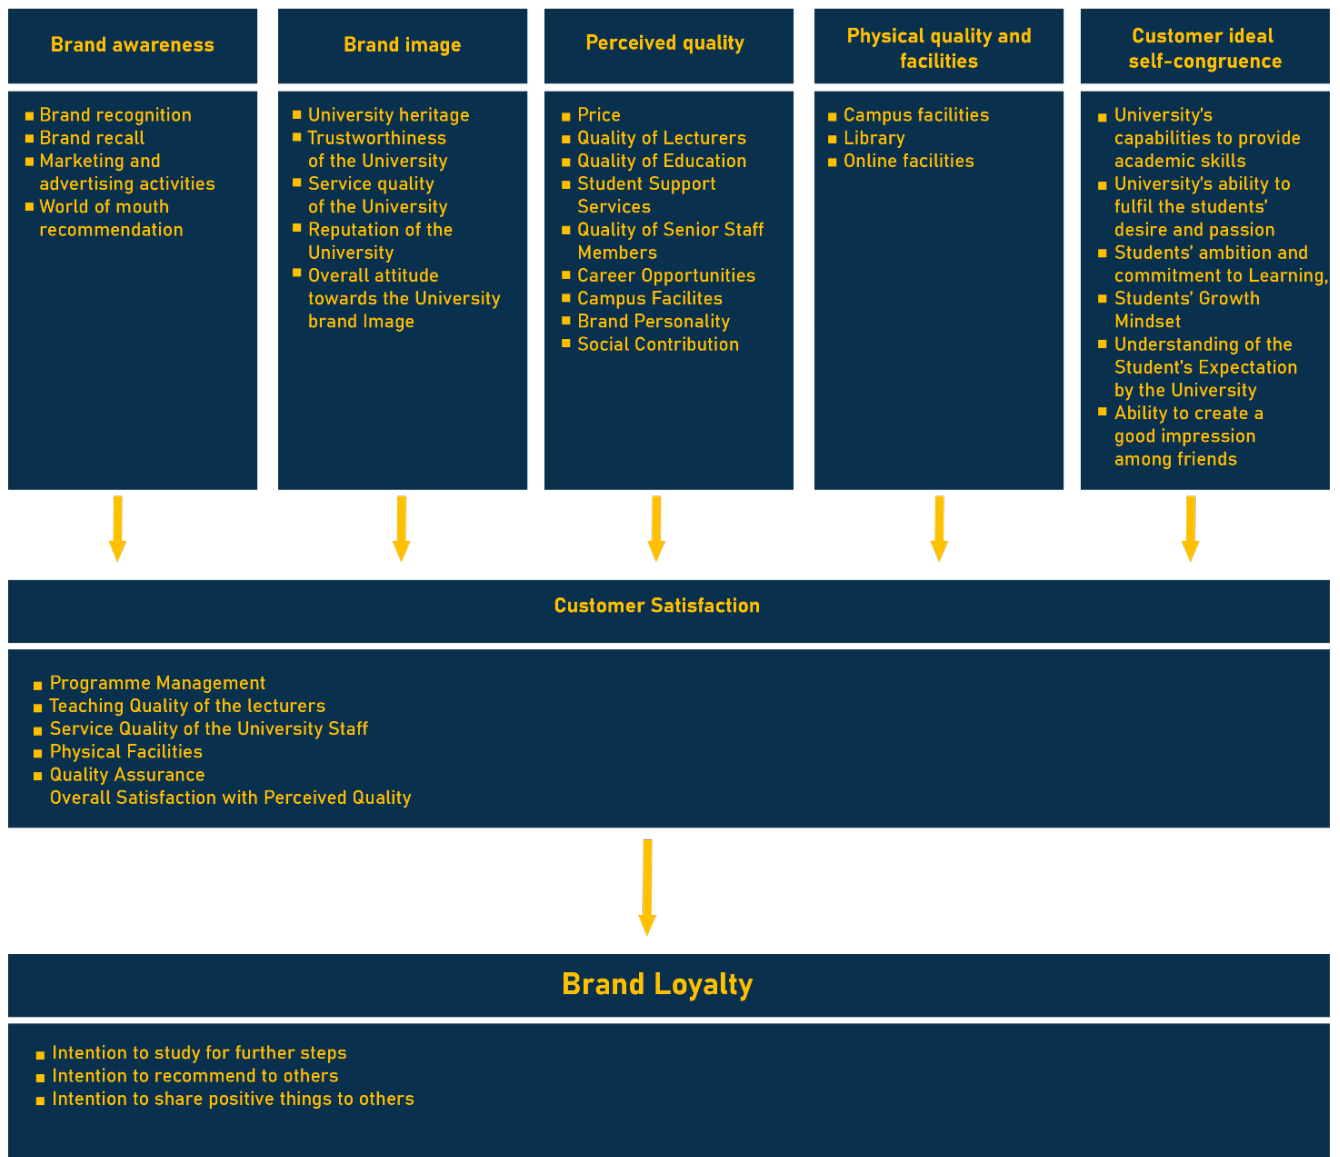 Brand awareness
Brand recognition
Brand recall
Marketing and
advertising activities
World of mouth
recommendation
Brand image
University heritage
Trustworthiness
of the University
Service quality
of the University
Reputation of the
University
Overall attitude
towards the University
brand Image
Perceived quality
Price
Quality of Lecturers
Quality of Education
Student Support
Services
Quality of Senior Staff
Members
Career Opportunities
Campus Facilites
Brand Personality
Social Contribution
Physical quality and
facilities
Campus facilities
Library
Online facilities
Customer ideal
self-congruence
University's
capabilities to provide
academic skills
University's ability to
fulfil the students'
desire and passion
Students' ambition and
commitment to Learning,
Students' Growth
Mindset
Understanding of the
Student's Expectation
by the University
Ability to create a
good impression
among friends
Customer Satisfaction
Programme Management
Teaching Quality of the lecturers
Service Quality of the University Staff
Physical Facilities
Quality Assurance
Overall Satisfaction with Perceived Quality
Brand Loyalty
Intention to study for further steps
Intention to recommend to others
Intention to share positive things to others